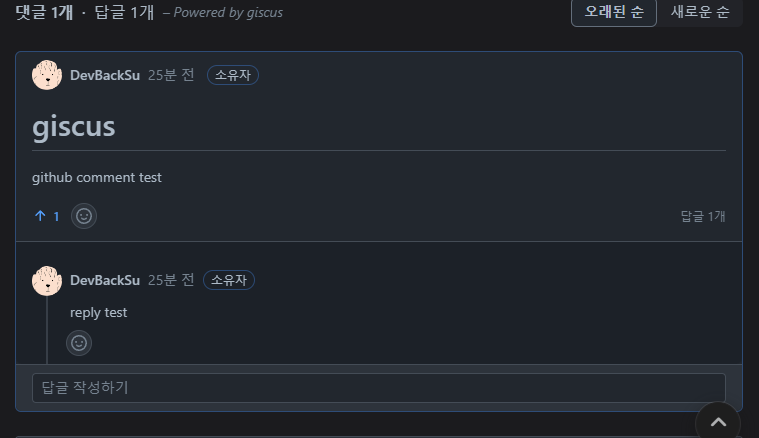 댓글 1개 · 답글 1개 – Powered by giscus 오래된 순 새로운 순
DevBackSu 25분 전 소유자
giscus
github comment test
1 답글 1개
DevBackSu 25분 전 소유자
reply test
답글 작성하기